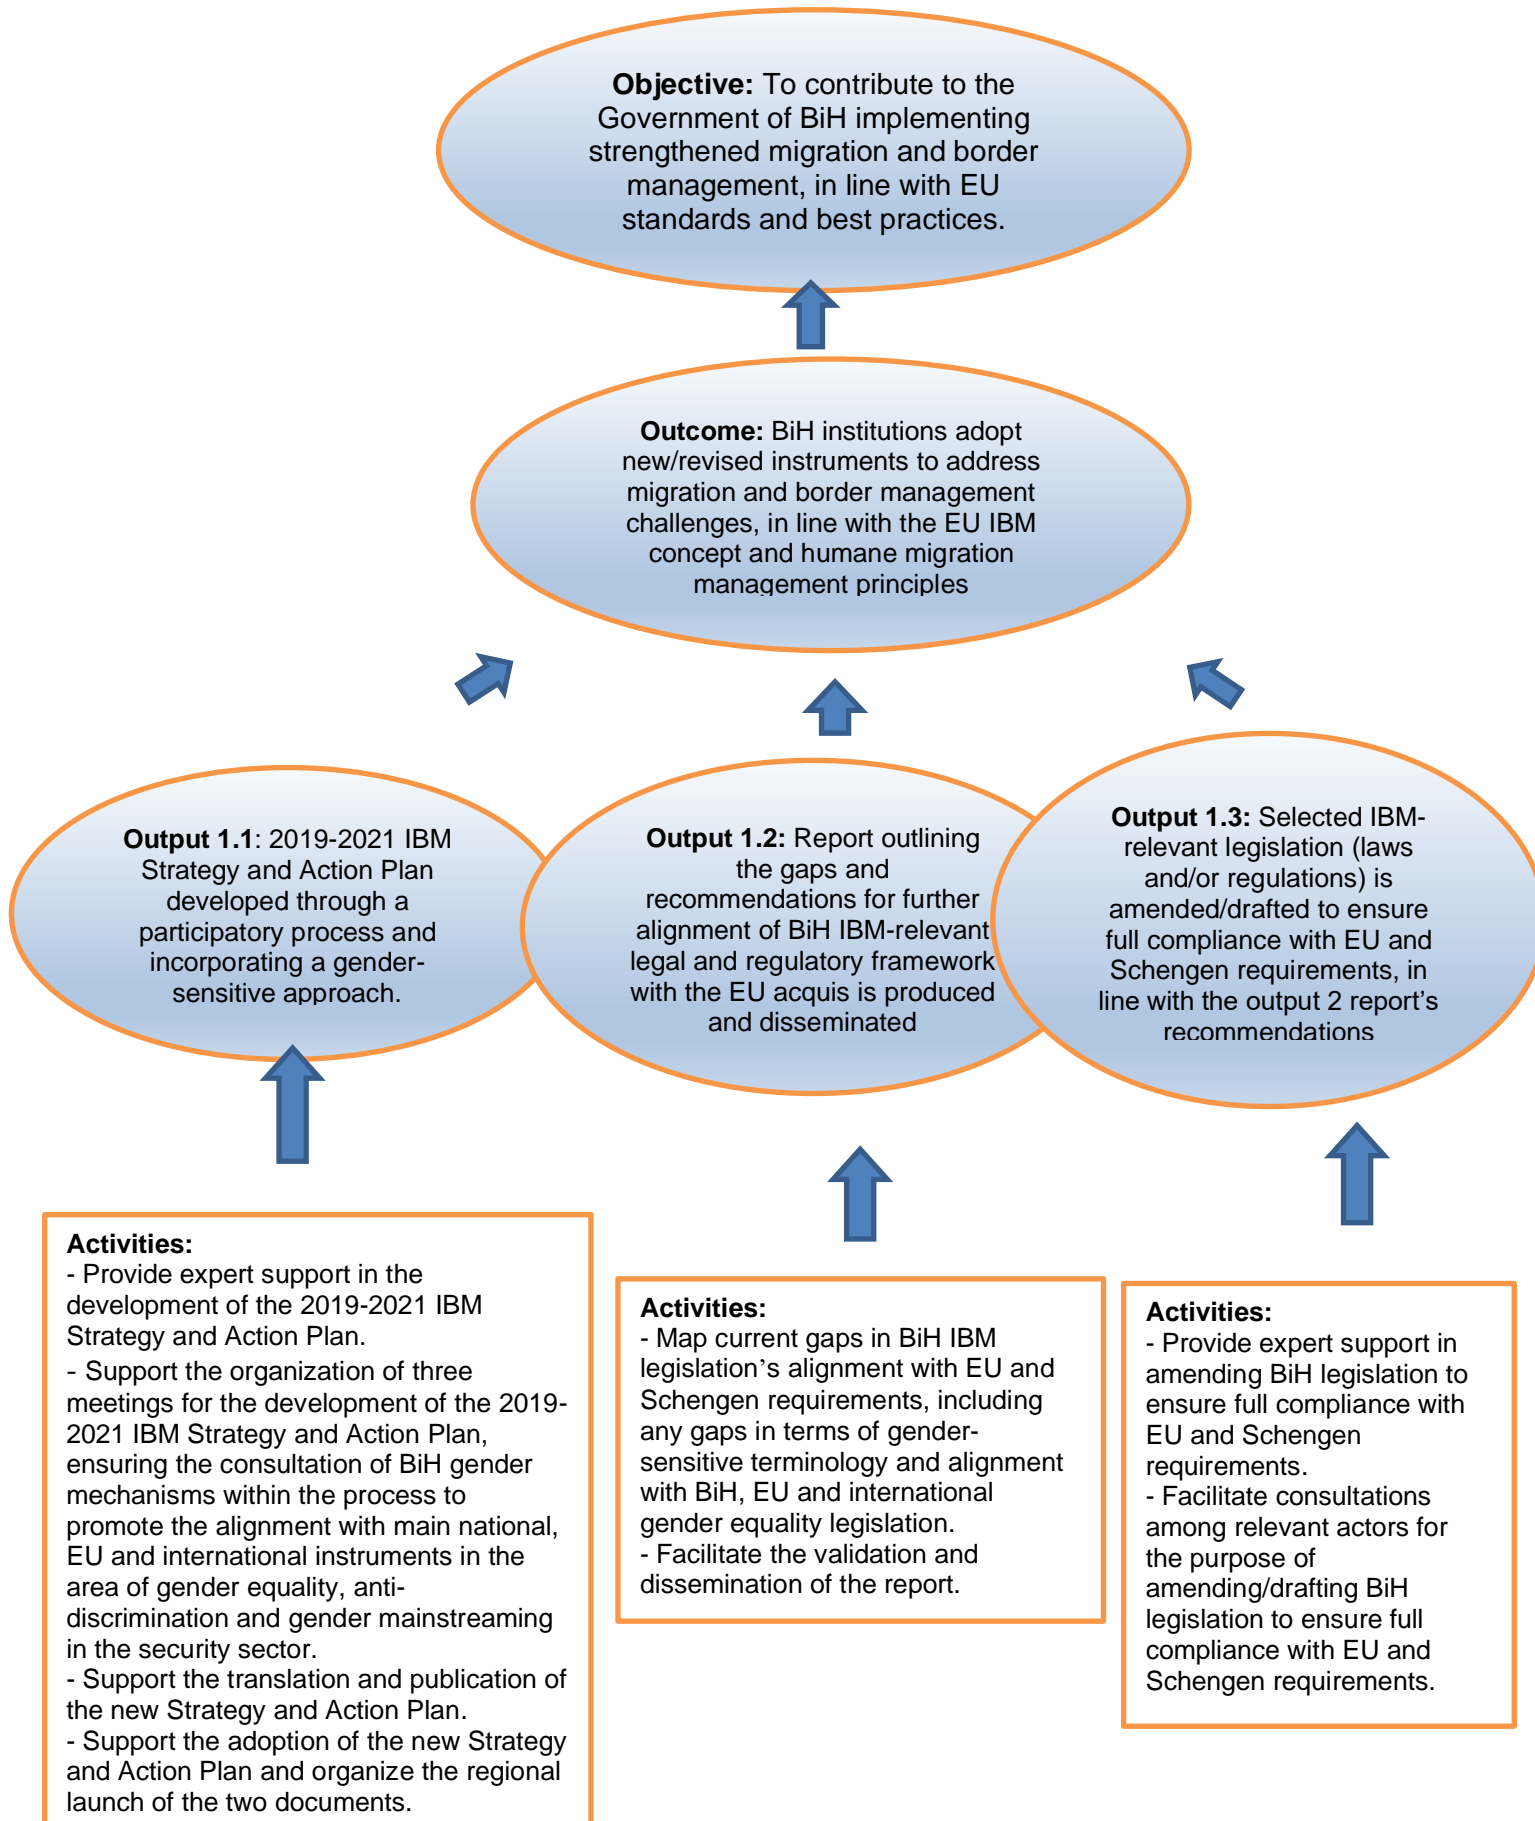 Objective: To contribute to the
Government of BiH implementing
strengthened migration and border
management, in line with EU
standards and best practices.
Outcome: BiH institutions adopt
new/revised instruments to address
migration and border management
challenges, in line with the EU IBM
concept and humane migration
management principles
Output 1.1: 2019-2021 IBM
Strategy and Action Plan
developed through a
participatory process and
incorporating a gender-
sensitive approach.
Output 1.2: Report outlining
the gaps and
recommendations for further
alignment of BiH IBM-relevant
legal and regulatory framework
with the EU acquis is produced
and disseminated
Output 1.3: Selected IBM-
relevant legislation (laws
and/or regulations) is
amended/drafted to ensure
full compliance with EU and
Schengen requirements, in
line with the output 2 report’s
recommendations
Activities:
- Provide expert support in the
development of the 2019-2021 IBM
Strategy and Action Plan.
- Support the organization of three
meetings for the development of the 2019-
2021 IBM Strategy and Action Plan,
ensuring the consultation of BiH gender
mechanisms within the process to
promote the alignment with main national,
EU and international instruments in the
area of gender equality, anti-
discrimination and gender mainstreaming
in the security sector.
- Support the translation and publication of
the new Strategy and Action Plan.
- Support the adoption of the new Strategy
and Action Plan and organize the regional
launch of the two documents.
Activities:
- Map current gaps in BiH IBM
legislation’s alignment with EU and
Schengen requirements, including
any gaps in terms of gender-
sensitive terminology and alignment
with BiH, EU and international
gender equality legislation.
- Facilitate the validation and
dissemination of the report.
Activities:
- Provide expert support in
amending BiH legislation to
ensure full compliance with
EU and Schengen
requirements.
- Facilitate consultations
among relevant actors for
the purpose of
amending/drafting BiH
legislation to ensure full
compliance with EU and
Schengen requirements.